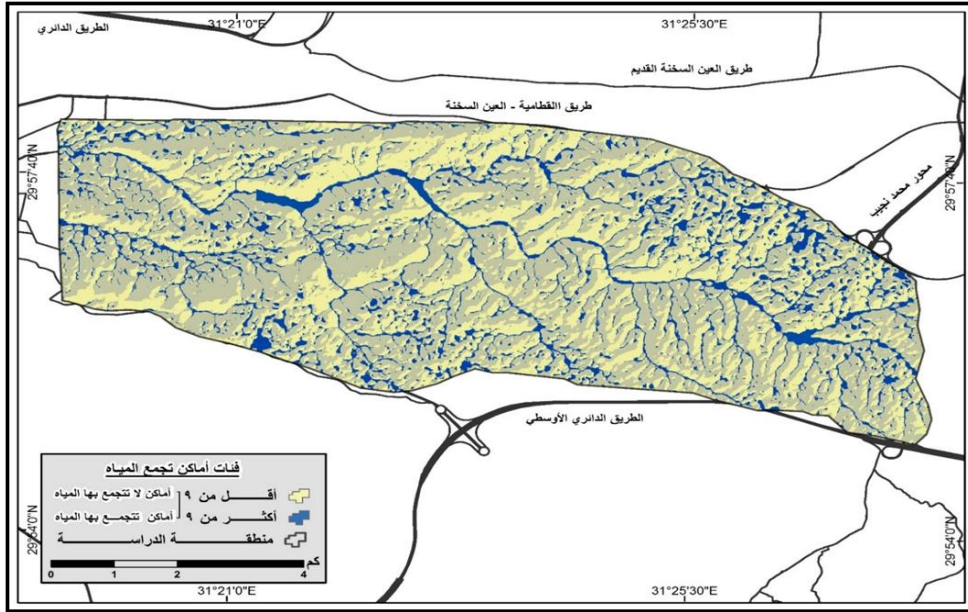 31°21'0"E
31°25'30"E
الطريق الدائري
طريق العين السخنة القديم
طريق االقطامية - العين السخنة
29°57'40"N
29°57'40"N
محور محمد نجيب
الطريق الدائري الأوسطي
فئات أماكن تجمع المياه
أقل من ٩ أماكن لا تتجمع بها المياه
أكثر من ٩ أماكن تتجمع بها المياه
منطقة الدراسة
كم
0 1 2 4
29°54'0"N
29°54'0"N
31°21'0"E
31°25'30"E